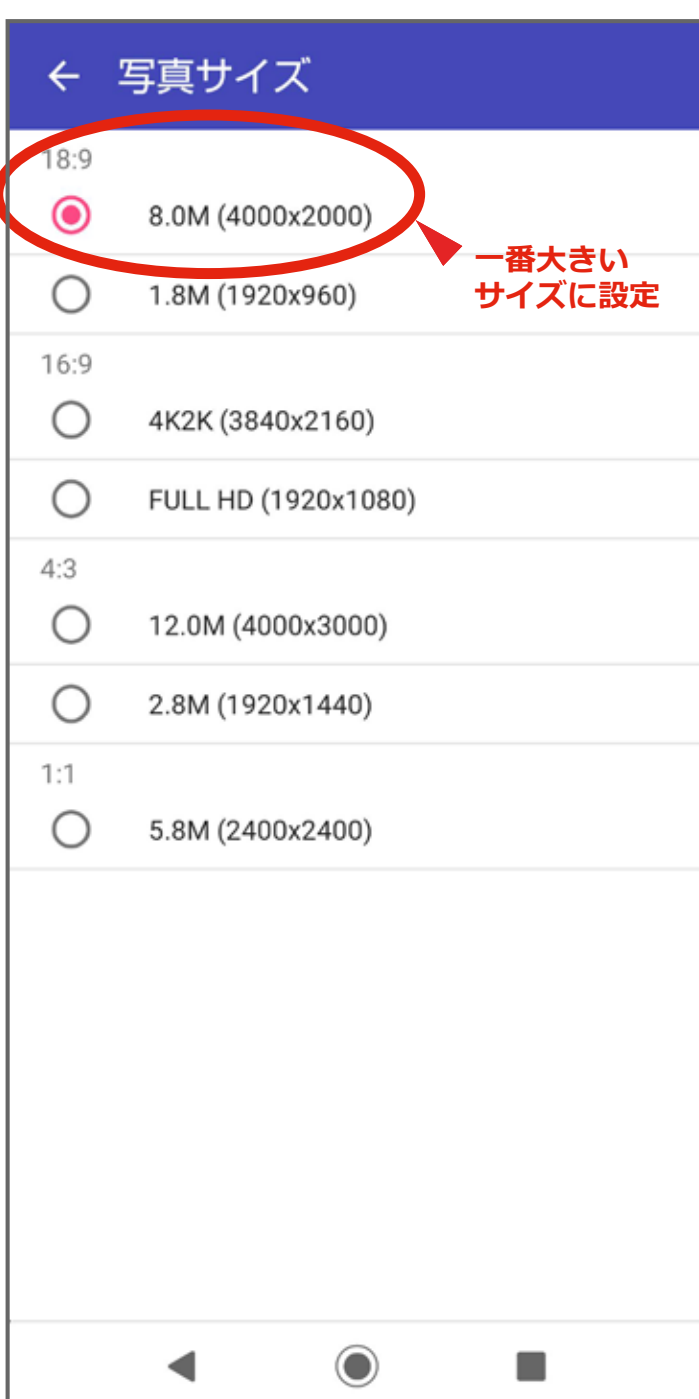 写真サイズ
18:9
8.0M (4000x2000)
一番大きい
サイズに設定
1.8M (1920x960)
16:9
4K2K (3840x2160)
FULL HD (1920x1080)
4:3
12.0M (4000x3000)
2.8M (1920x1440)
1:1
5.8M (2400x2400)